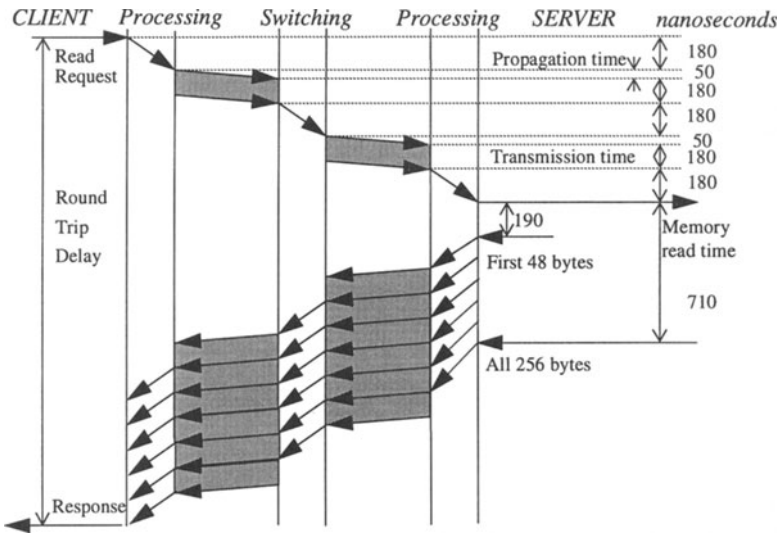 CLIENT Processing Switching Processing SERVER nanoseconds
Read
Request
Propagation time
180
50
180
180
50
Transmission time
180
180
Round
Trip
Delay
190
Memory
read time
First 48 bytes
710
All 256 bytes
Response